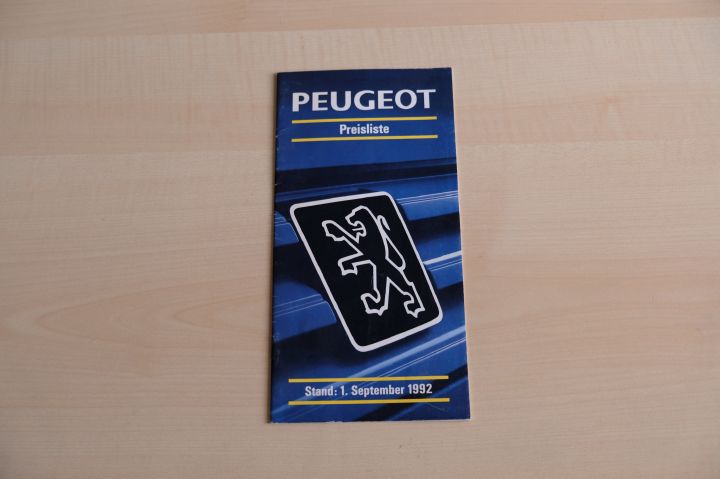 PEUGEOT
Preisliste
Stand: 1. September 1992